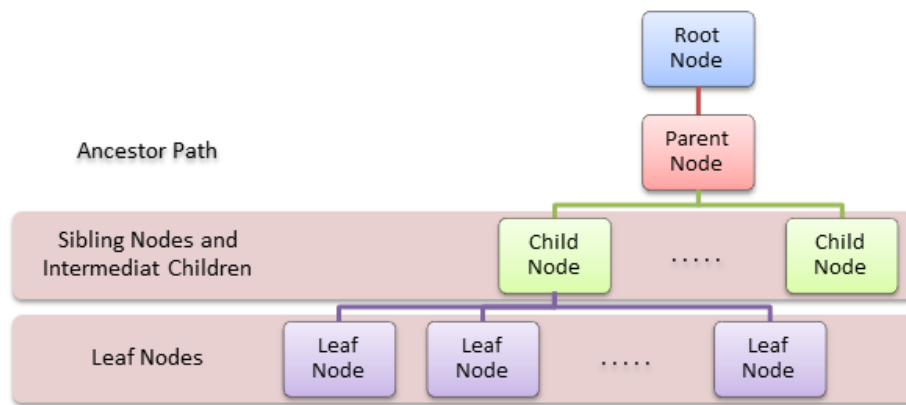 Root
Node
Ancestor Path
Parent
Node
Sibling Nodes and
Intermediat Children
Child
Node
.....
Child
Node
Leaf Nodes
Leaf
Node
Leaf
Node
.....
Leaf
Node